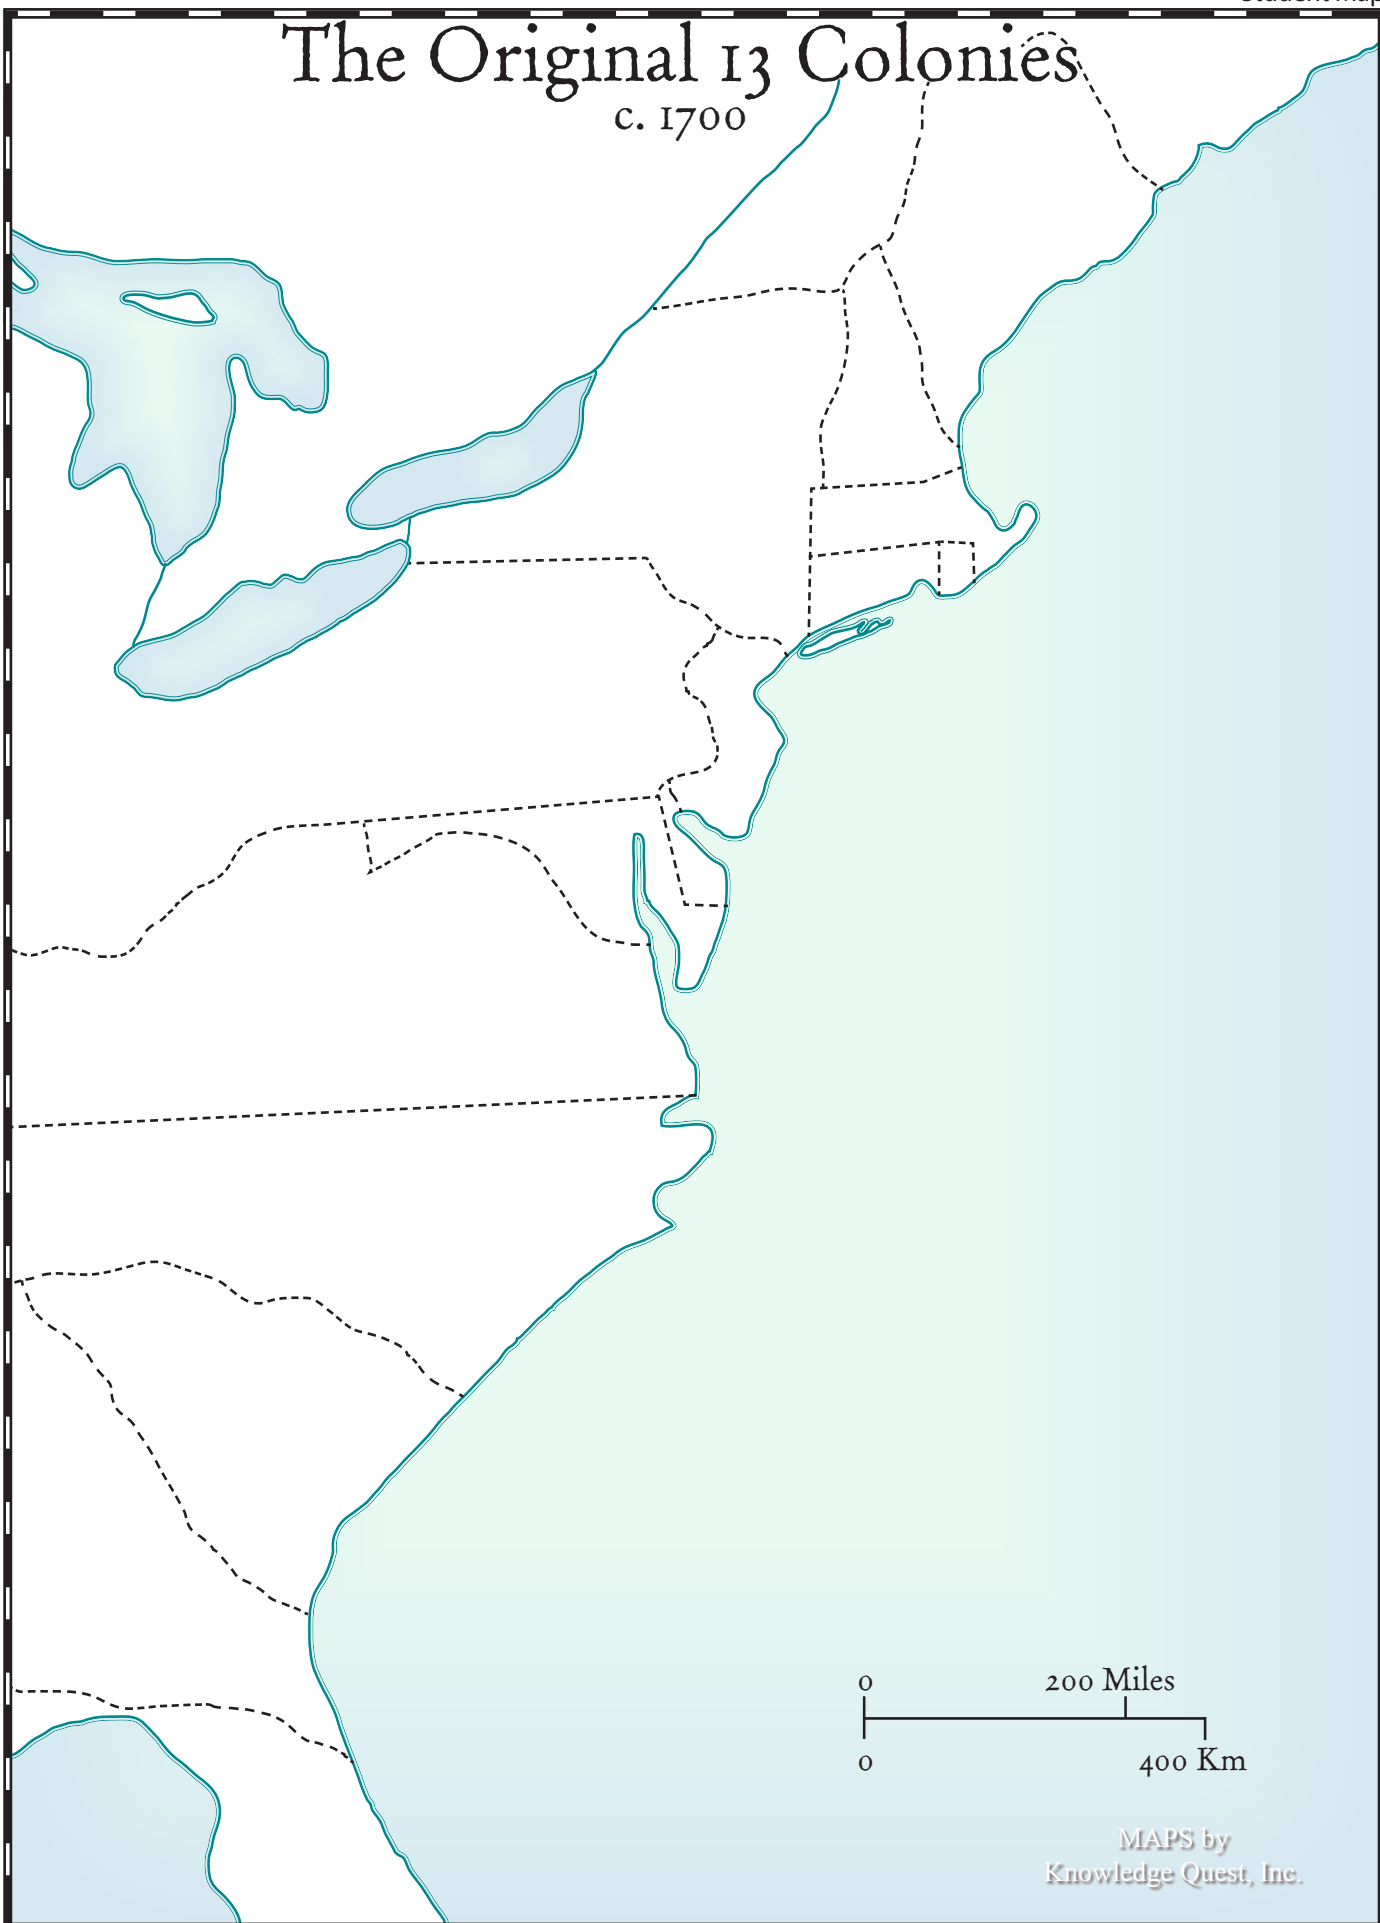 The Original 13 Colonies
c. 1700
0 200 Miles
0 400 Km
MAPS by
Knowledge Quest, Inc.